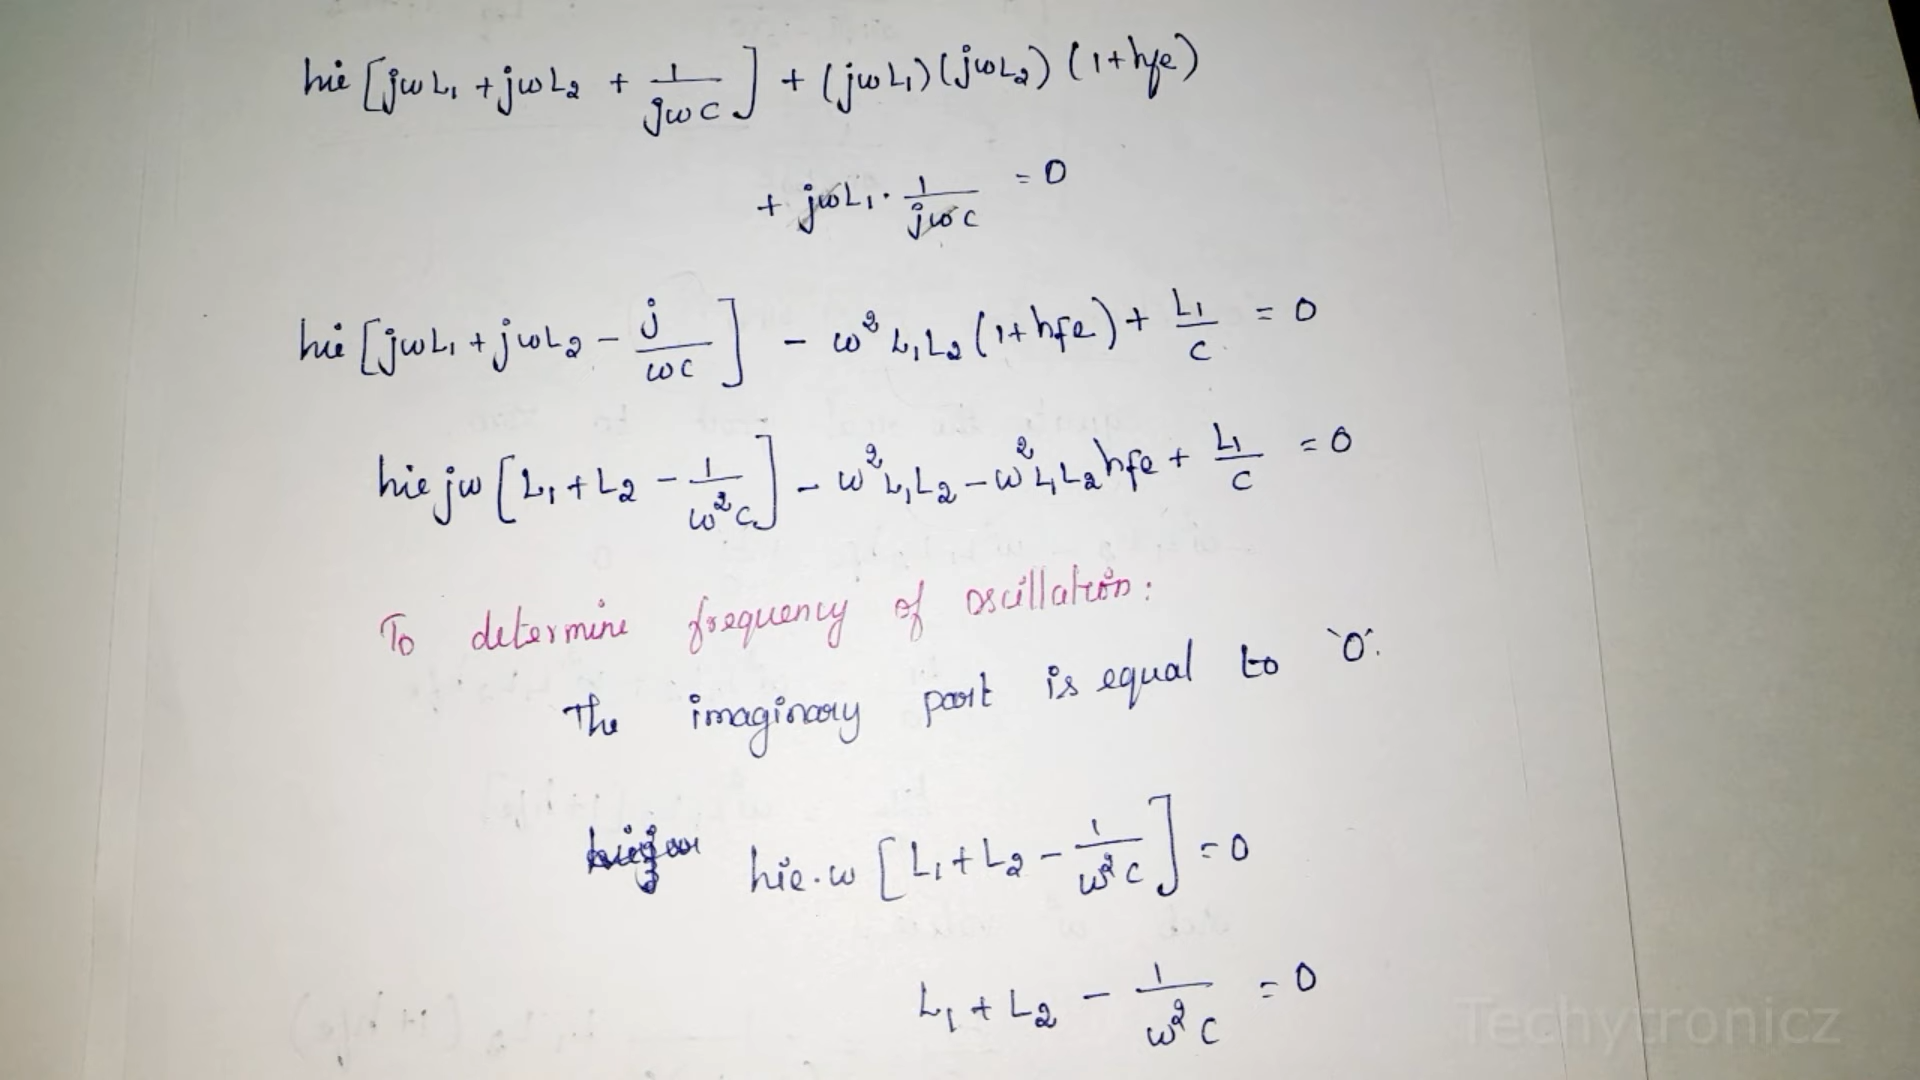 hie [jωL₁ + jωL₂ + 1/jωC] + (jωL₁)(jωL₂)(1+hfe)
+ jωL₁ · 1/jωC = 0
hie [jωL₁ + jωL₂ - j/ωC] - ω²L₁L₂(1+hfe) + L₁/C = 0
hie jω [L₁ + L₂ - 1/ω²C] - ω²L₁L₂ - ω²L₁L₂hfe + L₁/C = 0
To determine frequency of oscillation:
The imaginary part is equal to '0'.
hie·ω [L₁ + L₂ - 1/ω²C] = 0
L₁ + L₂ - 1/ω²C = 0
Techytronicz